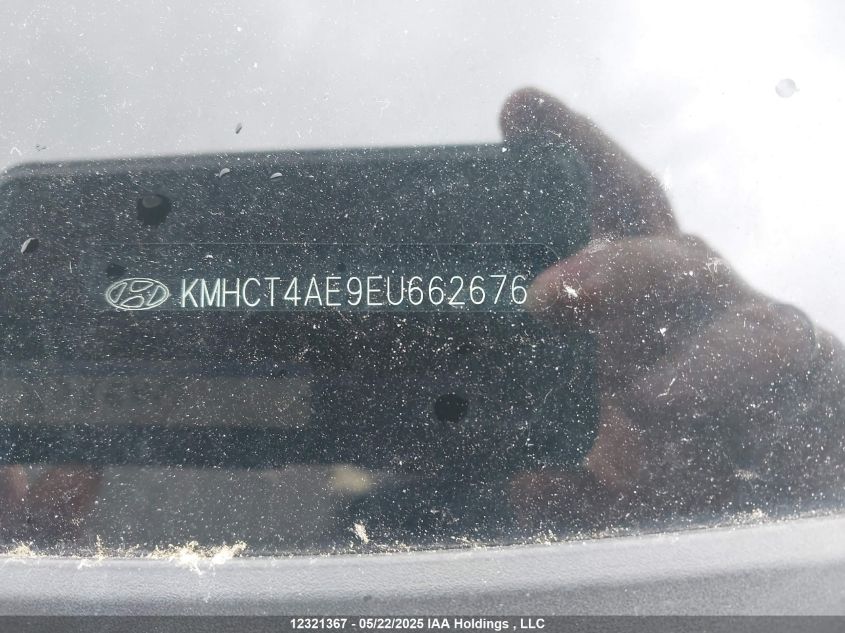 KMHCT4AE9EU662676
12321367 - 05/22/2025 IAA Holdings , LLC